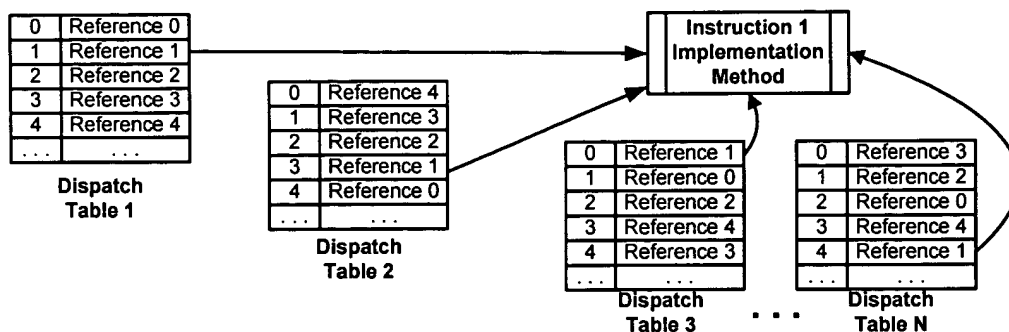 0 Reference 0
1 Reference 1
2 Reference 2
3 Reference 3
4 Reference 4
. . . . . .
Dispatch
Table 1
0 Reference 4
1 Reference 3
2 Reference 2
3 Reference 1
4 Reference 0
. . . . . .
Dispatch
Table 2
Instruction 1
Implementation
Method
0 Reference 1
1 Reference 0
2 Reference 2
3 Reference 4
4 Reference 3
. . . . . .
Dispatch
Table 3
. . .
0 Reference 3
1 Reference 2
2 Reference 0
3 Reference 4
4 Reference 1
. . . . . .
Dispatch
Table N